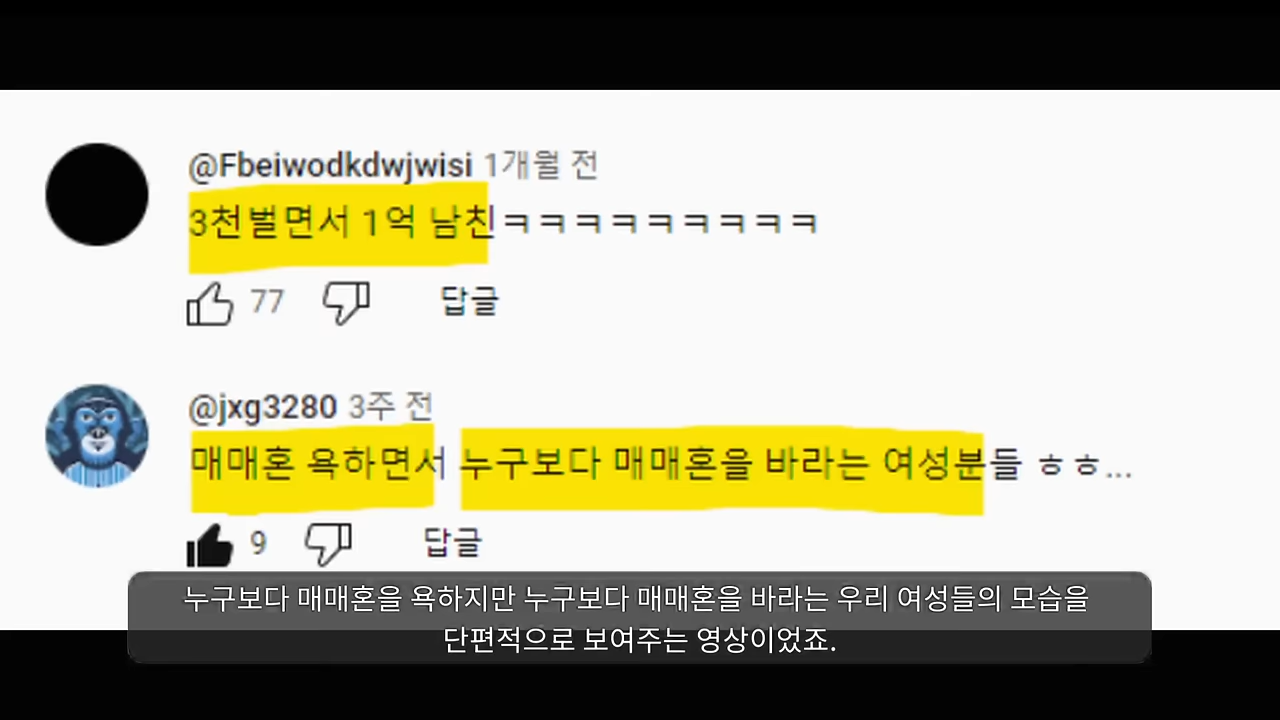 @Fbeiwodkdwjwisi 1개월 전
3천벌면서 1억 남친ㅋㅋㅋㅋㅋㅋㅋㅋㅋ
77 답글
@jxg3280 3주 전
매매혼 욕하면서 누구보다 매매혼을 바라는 여성분들 ㅎㅎ...
9 답글
누구보다 매매혼을 욕하지만 누구보다 매매혼을 바라는 우리 여성들의 모습을
단편적으로 보여주는 영상이었죠.